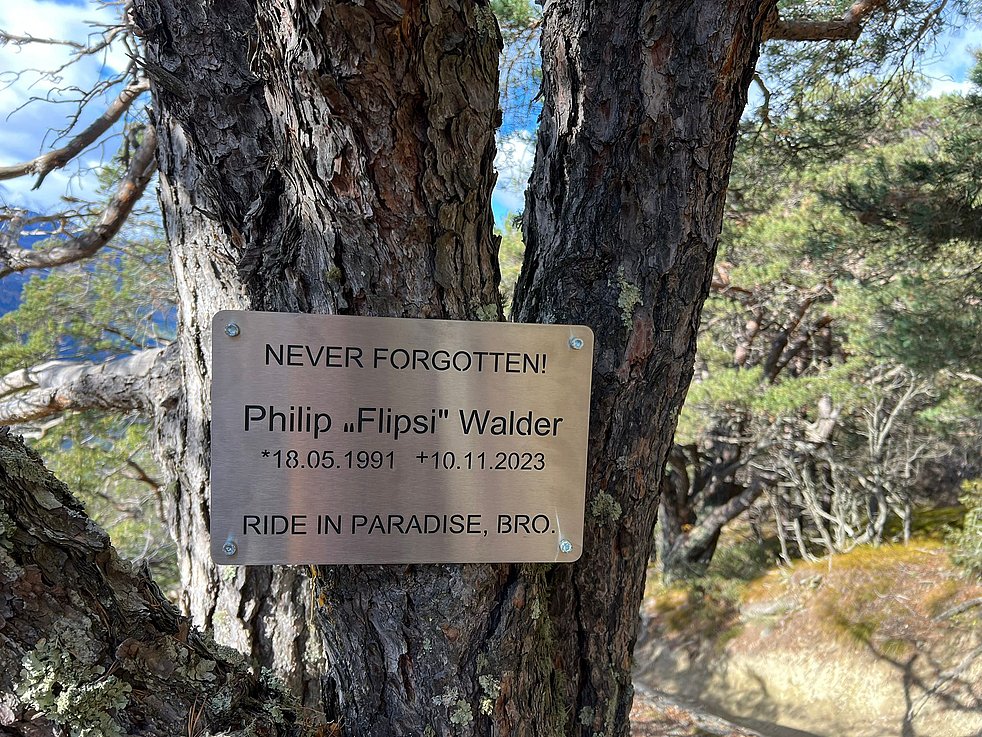 NEVER FORGOTTEN!
Philip „Flipsi" Walder
*18.05.1991 +10.11.2023
RIDE IN PARADISE, BRO.